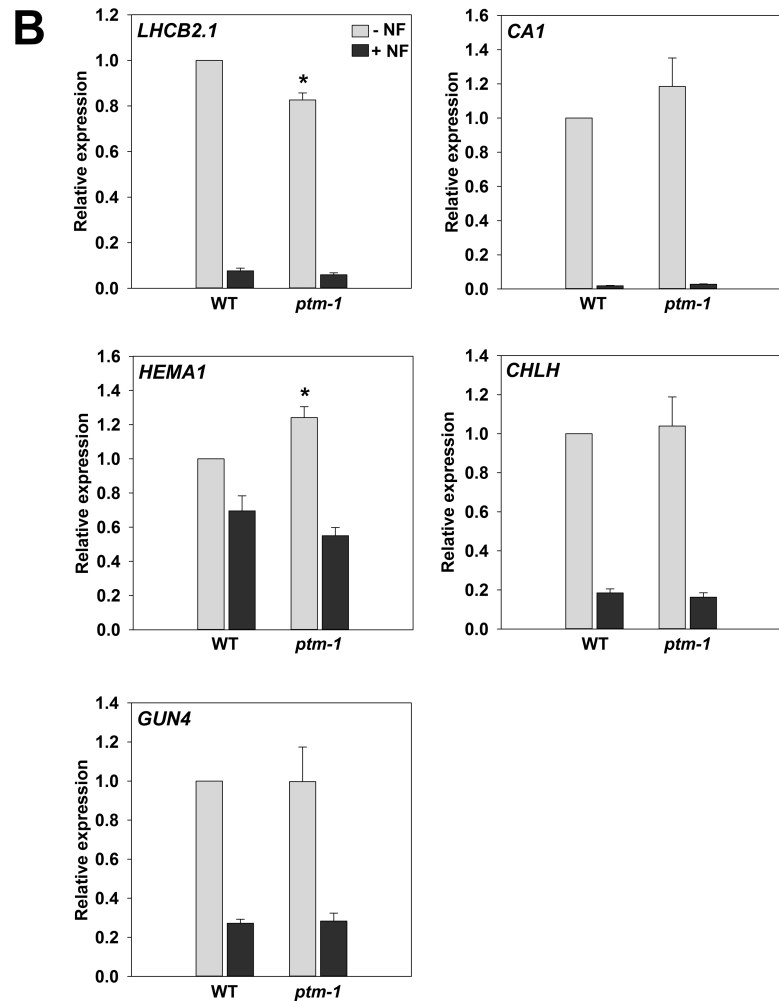 B
LHCB2.1
- NF
+ NF
Relative expression
1.2
1.0
0.8
0.6
0.4
0.2
0.0
*
WT
ptm-1
CA1
Relative expression
1.6
1.4
1.2
1.0
0.8
0.6
0.4
0.2
0.0
WT
ptm-1
HEMA1
Relative expression
1.6
1.4
1.2
1.0
0.8
0.6
0.4
0.2
0.0
*
WT
ptm-1
CHLH
Relative expression
1.4
1.2
1.0
0.8
0.6
0.4
0.2
0.0
WT
ptm-1
GUN4
Relative expression
1.4
1.2
1.0
0.8
0.6
0.4
0.2
0.0
WT
ptm-1